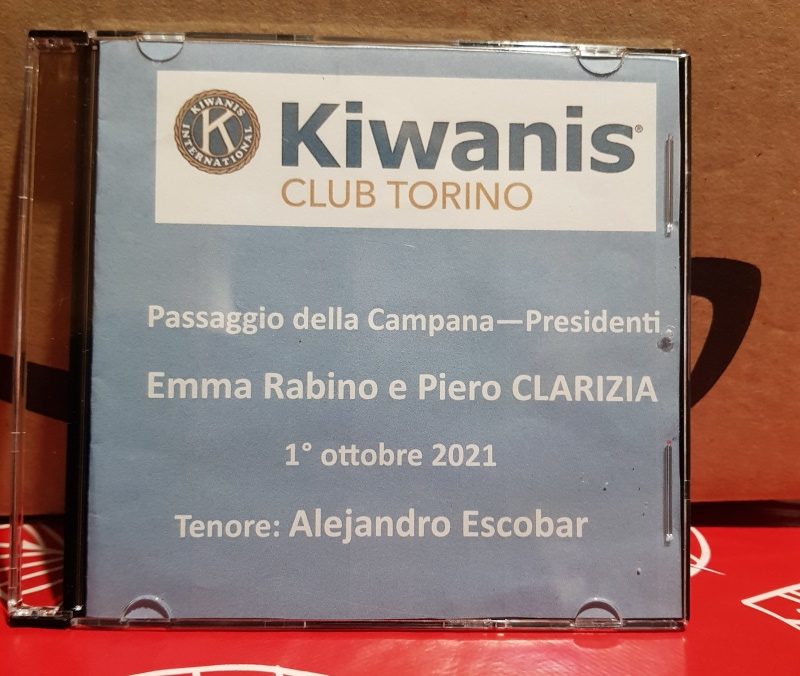 KIWANIS
INTERNATIONAL
K
Kiwanis®
CLUB TORINO
Passaggio della Campana—Presidenti
Emma Rabino e Piero CLARIZIA
1° ottobre 2021
Tenore: Alejandro Escobar